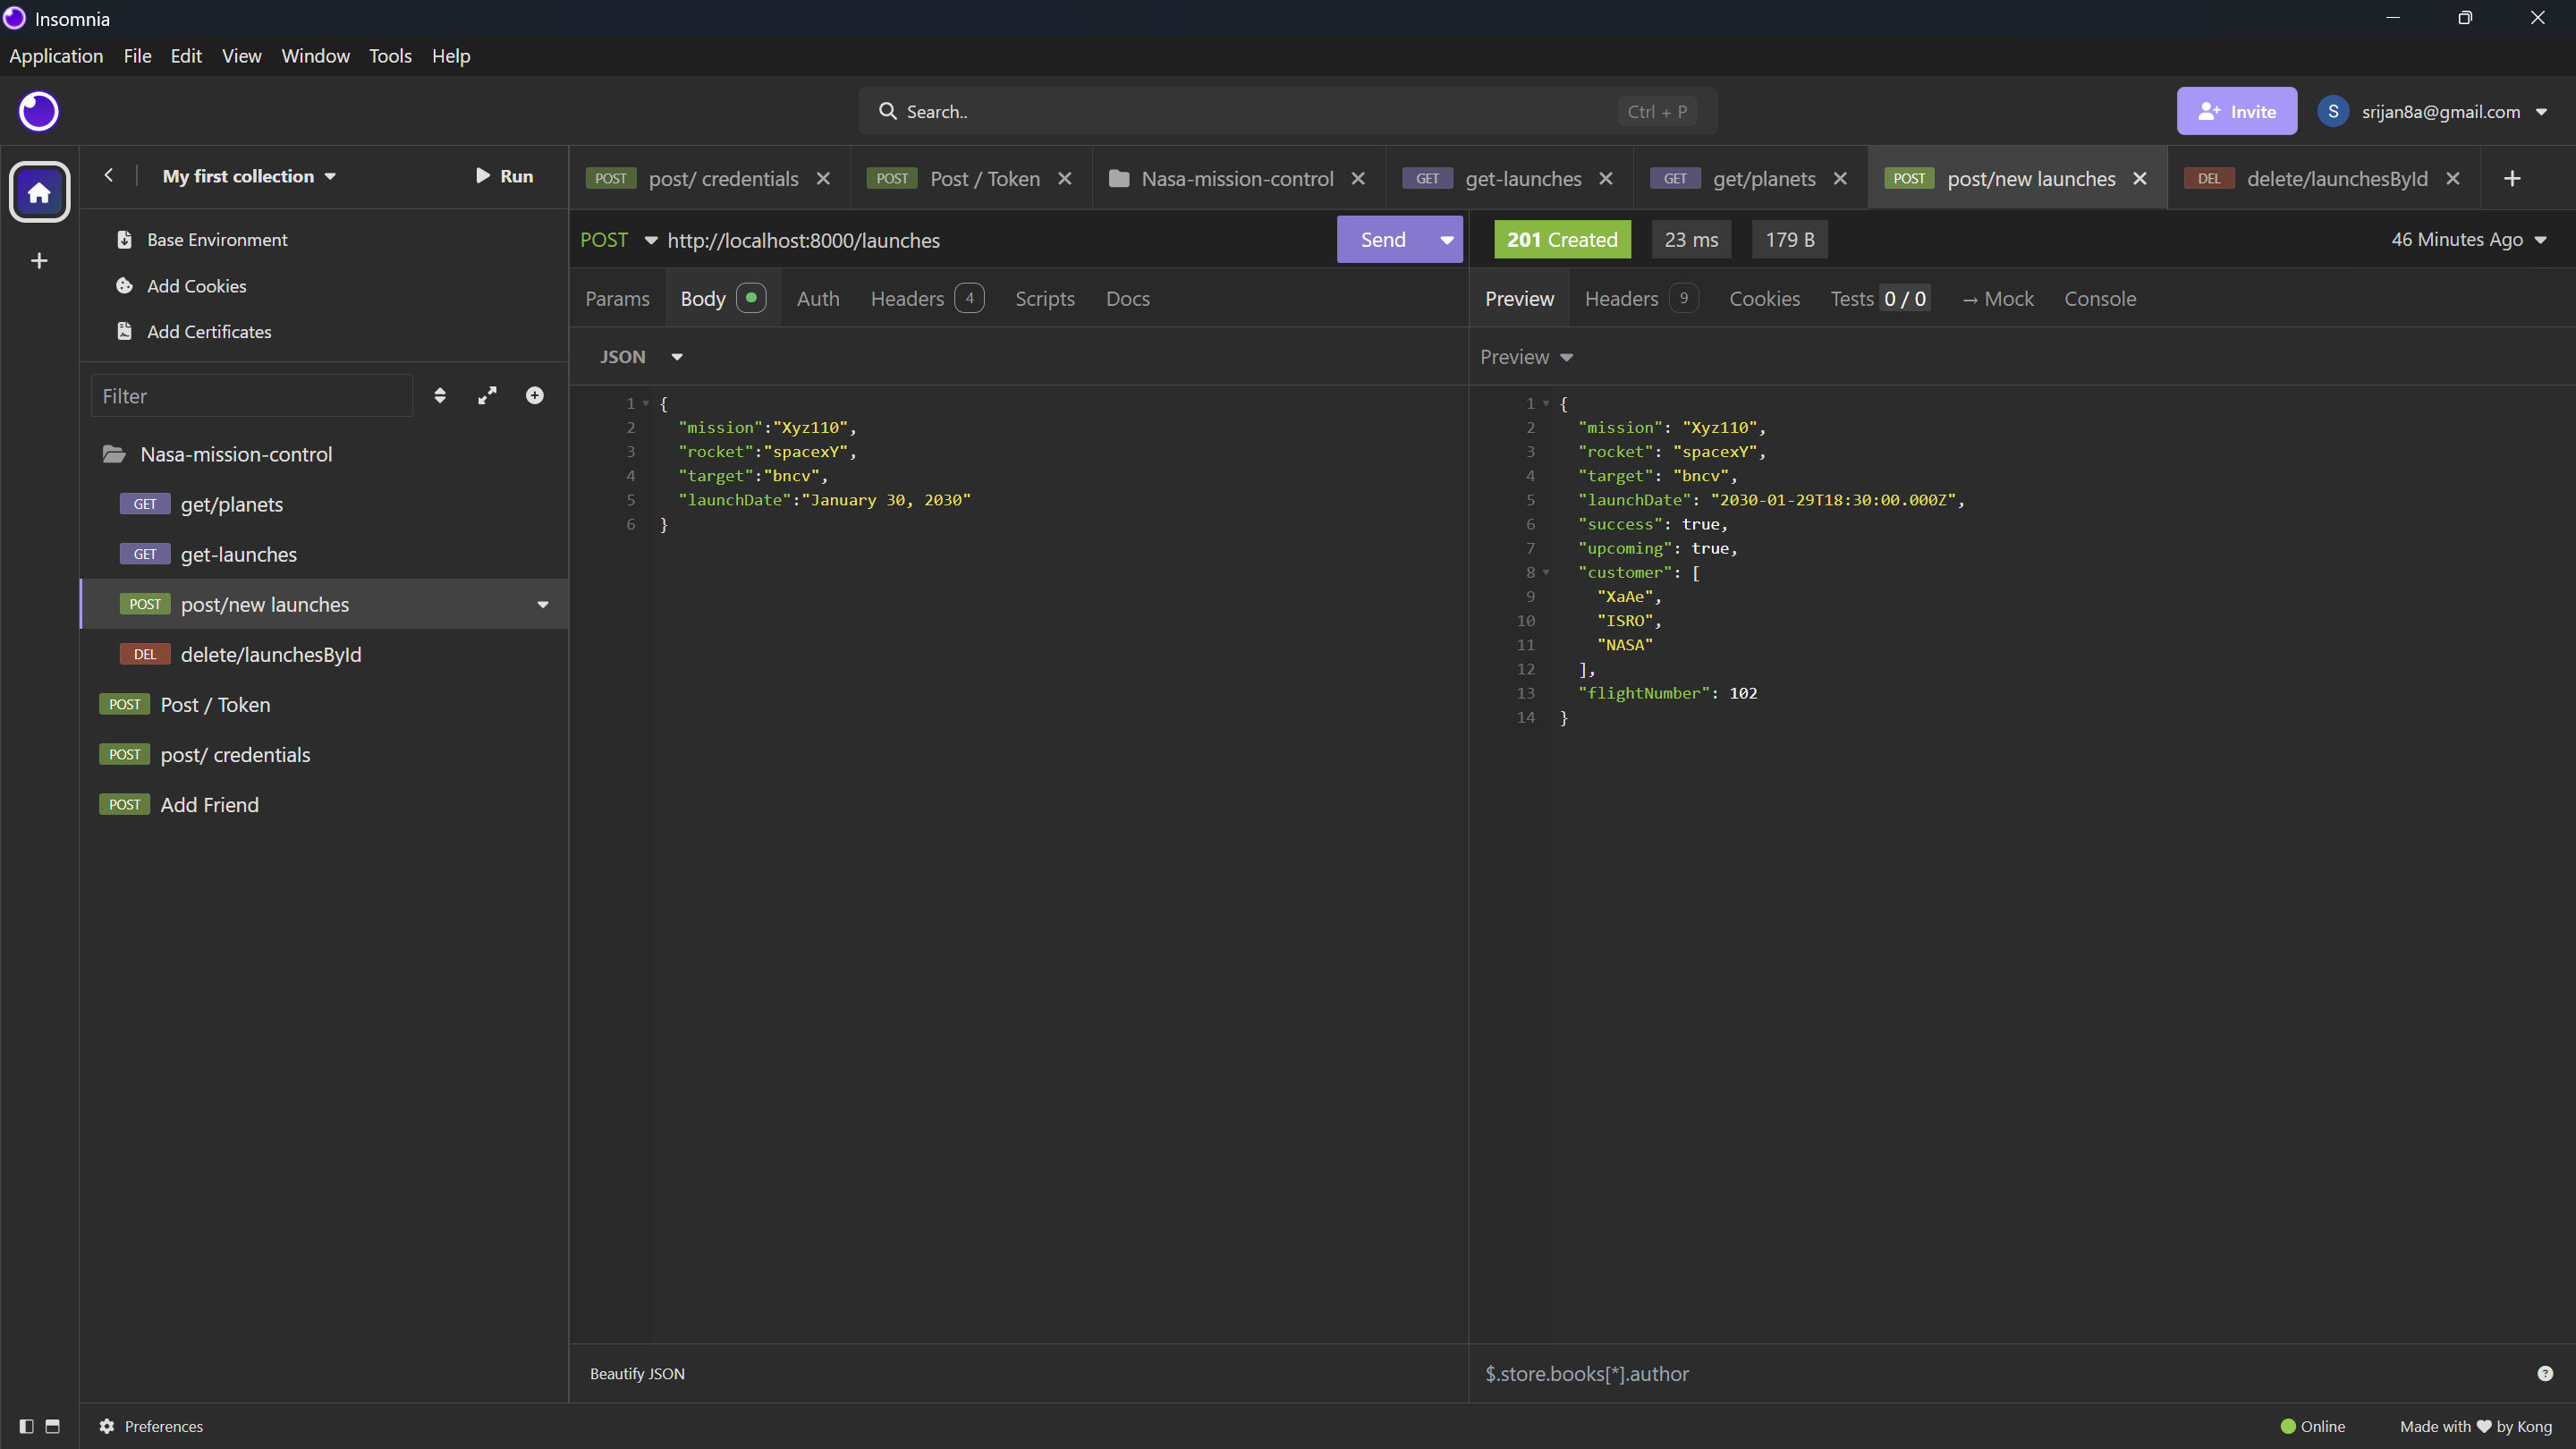 Insomnia
Application File Edit View Window Tools Help
Search.. Ctrl + P Invite S srijan8a@gmail.com
My first collection Run
POST post/ credentials POST Post / Token Nasa-mission-control GET get-launches GET get/planets POST post/new launches DEL delete/launchesById
Base Environment
Add Cookies
Add Certificates
Filter
Nasa-mission-control
GET get/planets
GET get-launches
POST post/new launches
DEL delete/launchesById
POST Post / Token
POST post/ credentials
POST Add Friend
POST http://localhost:8000/launches Send
Params Body Auth Headers 4 Scripts Docs
JSON
1 {
2 "mission":"Xyz110",
3 "rocket":"spacexY",
4 "target":"bncv",
5 "launchDate":"January 30, 2030"
6 }
Beautify JSON
201 Created 23 ms 179 B 46 Minutes Ago
Preview Headers 9 Cookies Tests 0 / 0 → Mock Console
Preview
1 {
2 "mission": "Xyz110",
3 "rocket": "spacexY",
4 "target": "bncv",
5 "launchDate": "2030-01-29T18:30:00.000Z",
6 "success": true,
7 "upcoming": true,
8 "customer": [
9 "XaAe",
10 "ISRO",
11 "NASA"
12 ],
13 "flightNumber": 102
14 }
$.store.books[*].author
Preferences Online Made with ♥ by Kong